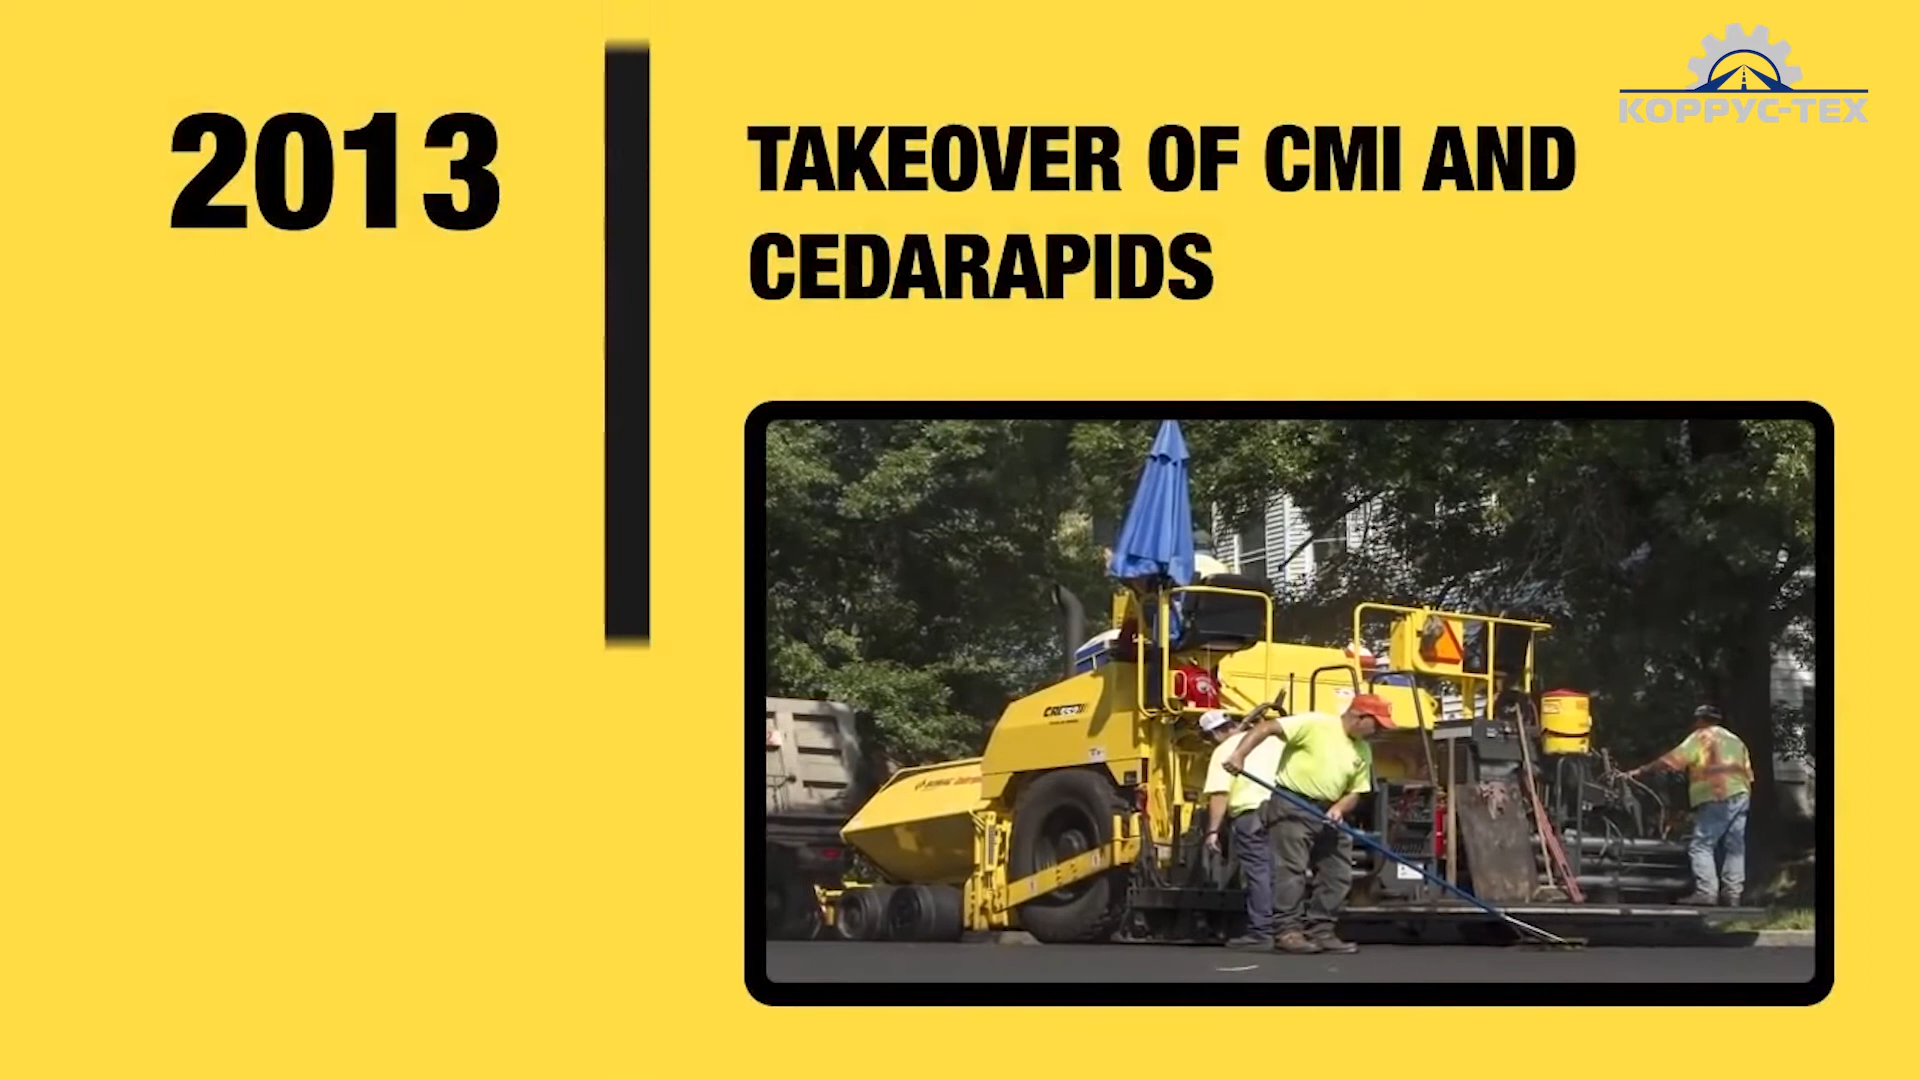 КОРРУС-ТЕХ
2013
TAKEOVER OF CMI AND
CEDARAPIDS